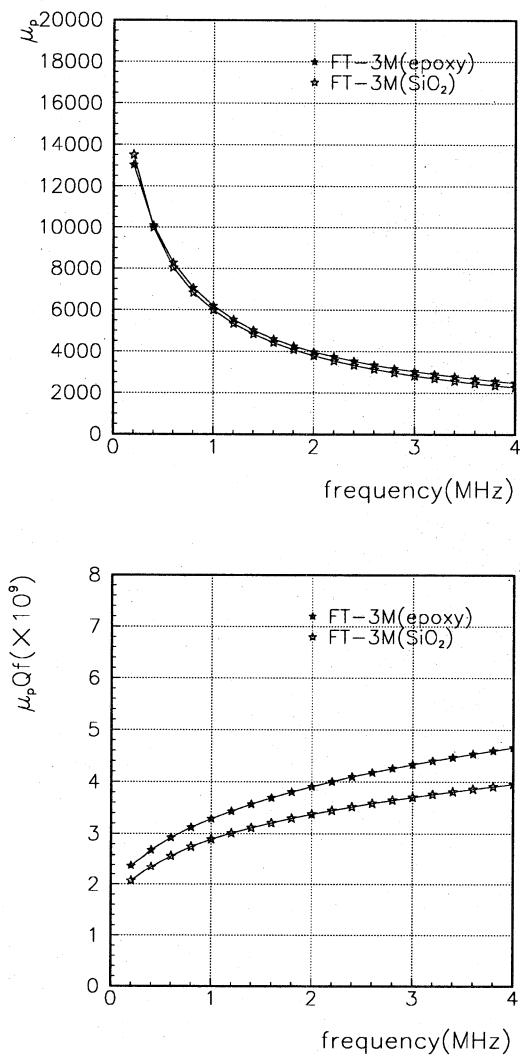 μₚ 20000
18000
16000
14000
12000
10000
8000
6000
4000
2000
0
FT-3M(epoxy)
FT-3M(SiO₂)
0 1 2 3 4
frequency(MHz)
μₚQf(×10⁹)
8
7
6
5
4
3
2
1
0
FT-3M(epoxy)
FT-3M(SiO₂)
0 1 2 3 4
frequency(MHz)